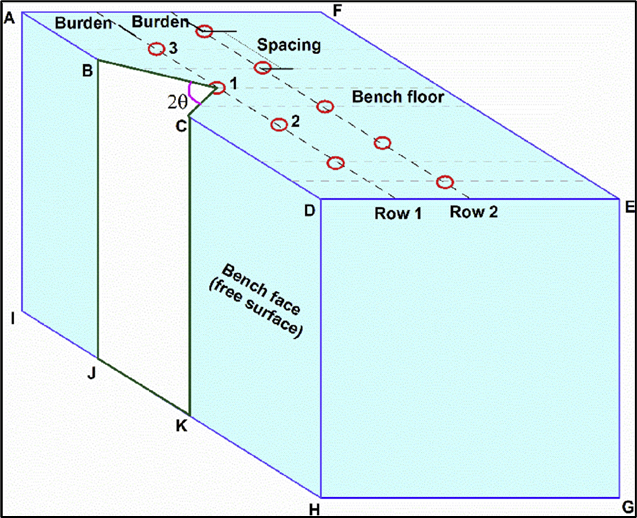 A
F
Burden
Burden
3
Spacing
B
1
Bench floor
2θ
C
2
D
Row 1
Row 2
E
Bench face
(free surface)
I
J
K
H
G